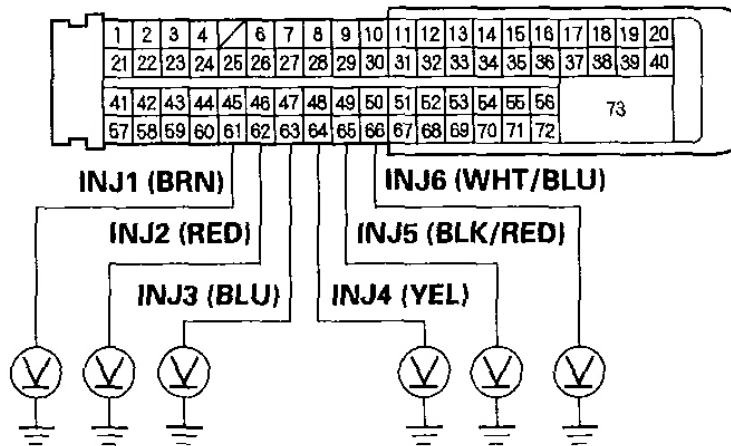 1 2 3 4 6 7 8 9 10 11 12 13 14 15 16 17 18 19 20
21 22 23 24 25 26 27 28 29 30 31 32 33 34 35 36 37 38 39 40
41 42 43 44 45 46 47 48 49 50 51 52 53 54 55 56 73
57 58 59 60 61 62 63 64 65 66 67 68 69 70 71 72
INJ1 (BRN) INJ6 (WHT/BLU)
INJ2 (RED) INJ5 (BLK/RED)
INJ3 (BLU) INJ4 (YEL)
V V V V V V